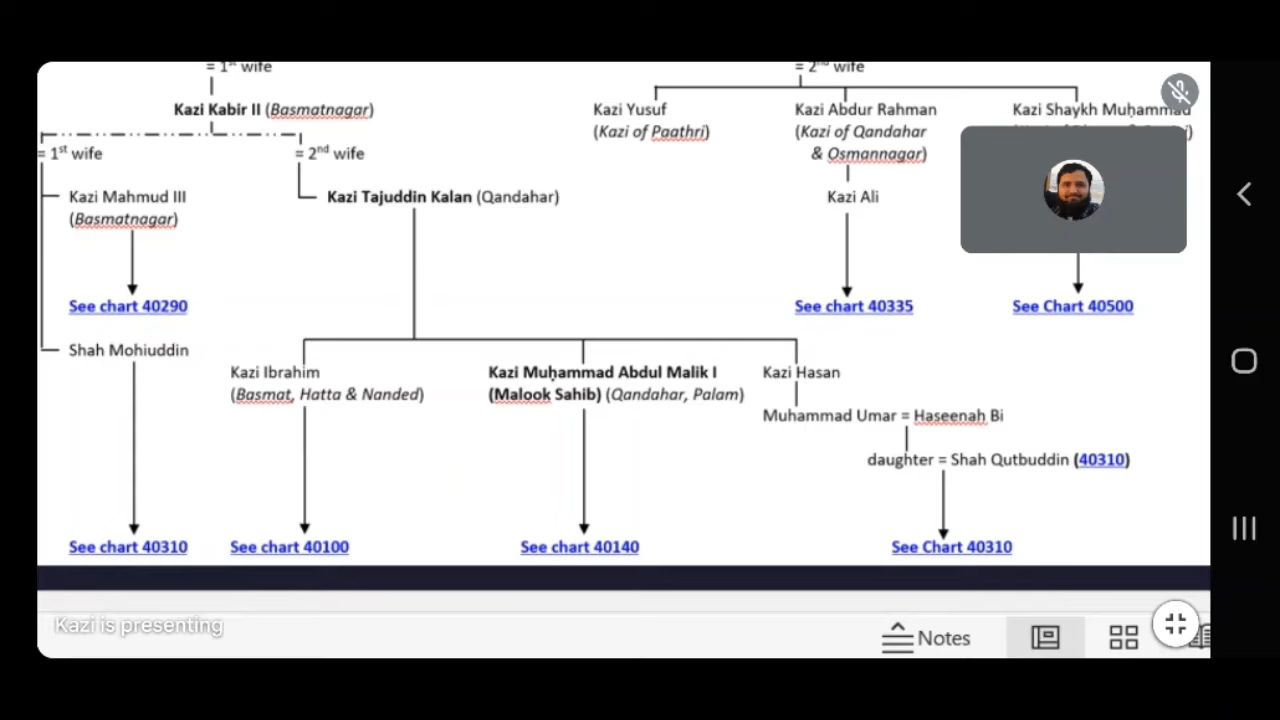 = 1st wife
= 2nd wife
Kazi Kabir II (Basmatnagar)
Kazi Yusuf
(Kazi of Paathri)
Kazi Abdur Rahman
(Kazi of Qandahar
& Osmannagar)
Kazi Shaykh Muḥammad
= 1st wife
= 2nd wife
Kazi Mahmud III
(Basmatnagar)
Kazi Tajuddin Kalan (Qandahar)
Kazi Ali
See chart 40290
See chart 40335
See Chart 40500
Shah Mohiuddin
Kazi Ibrahim
(Basmat, Hatta & Nanded)
Kazi Muḥammad Abdul Malik I
(Malook Sahib) (Qandahar, Palam)
Kazi Hasan
Muhammad Umar = Haseenah Bi
daughter = Shah Qutbuddin (40310)
See chart 40310
See chart 40100
See chart 40140
See Chart 40310
Kazi is presenting
Notes